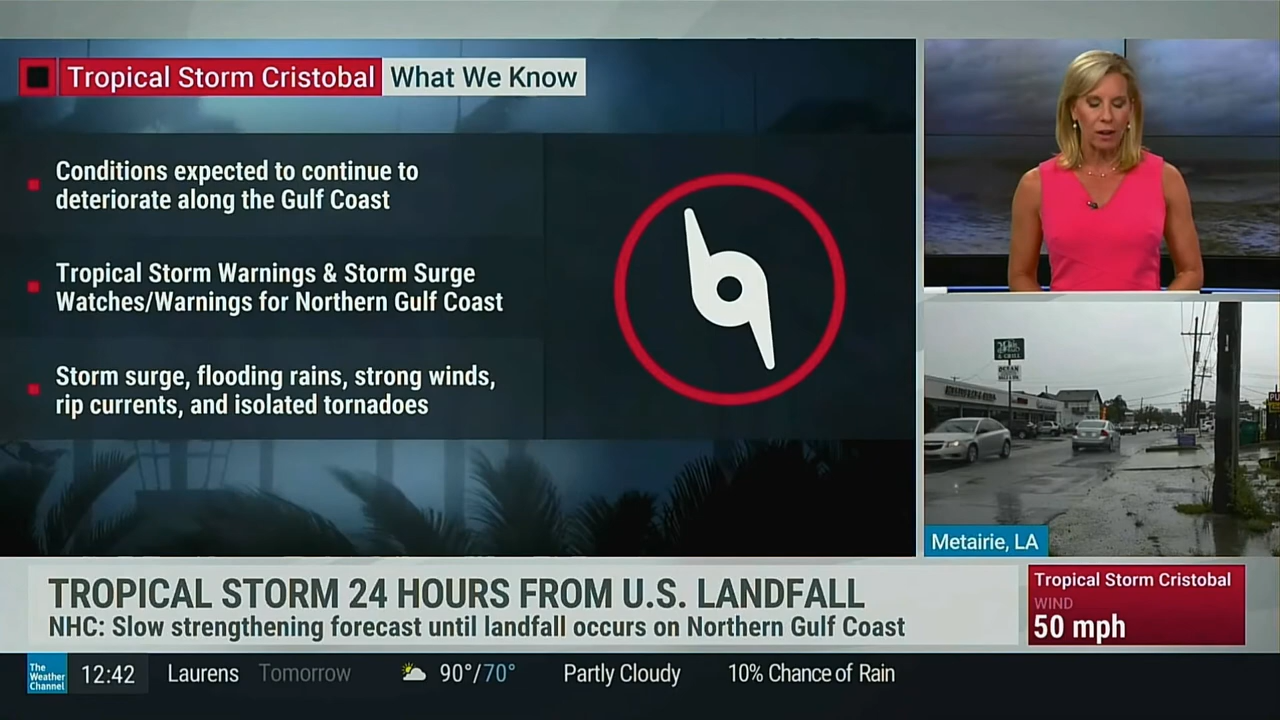 Tropical Storm Cristobal What We Know
Conditions expected to continue to
deteriorate along the Gulf Coast
Tropical Storm Warnings & Storm Surge
Watches/Warnings for Northern Gulf Coast
Storm surge, flooding rains, strong winds,
rip currents, and isolated tornadoes
& GRILL
Metairie, LA
TROPICAL STORM 24 HOURS FROM U.S. LANDFALL
NHC: Slow strengthening forecast until landfall occurs on Northern Gulf Coast
Tropical Storm Cristobal
WIND
50 mph
The
Weather
Channel
12:42 Laurens Tomorrow 90°/70° Partly Cloudy 10% Chance of Rain